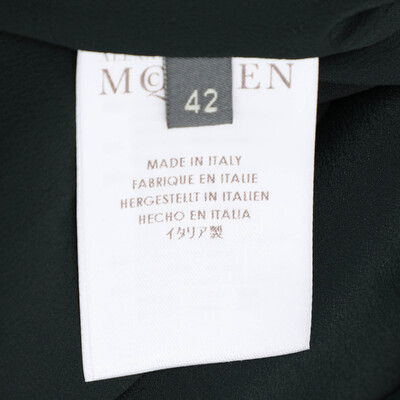 42
MADE IN ITALY
FABRIQUE EN ITALIE
HERGESTELLT IN ITALIEN
HECHO EN ITALIA
イタリア製